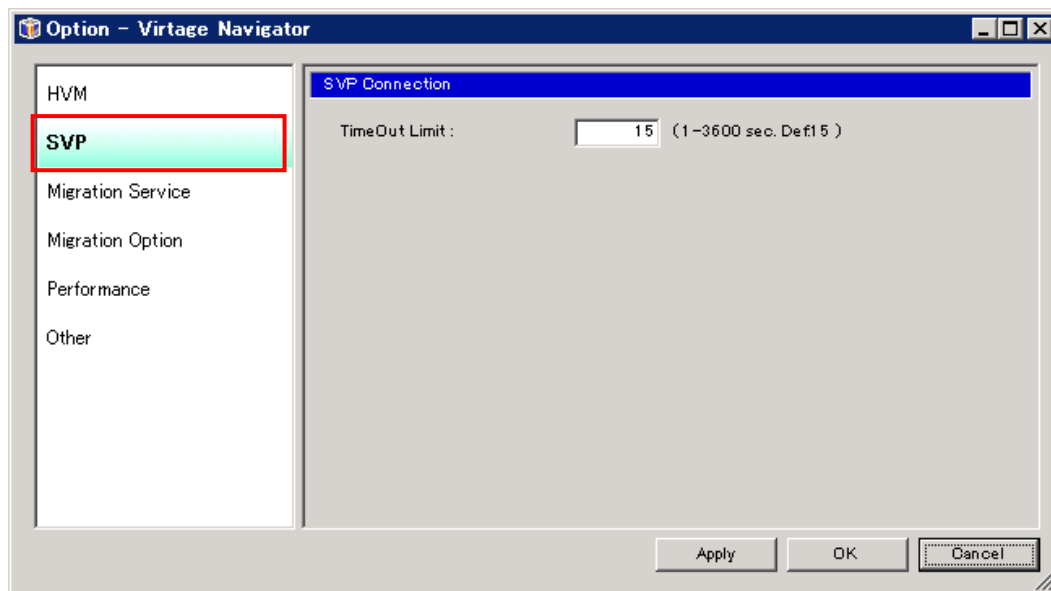 Option - Virtage Navigator
HVM
SVP
Migration Service
Migration Option
Performance
Other
SVP Connection
TimeOut Limit : 15 (1-3600 sec. Def:15 )
Apply OK Cancel